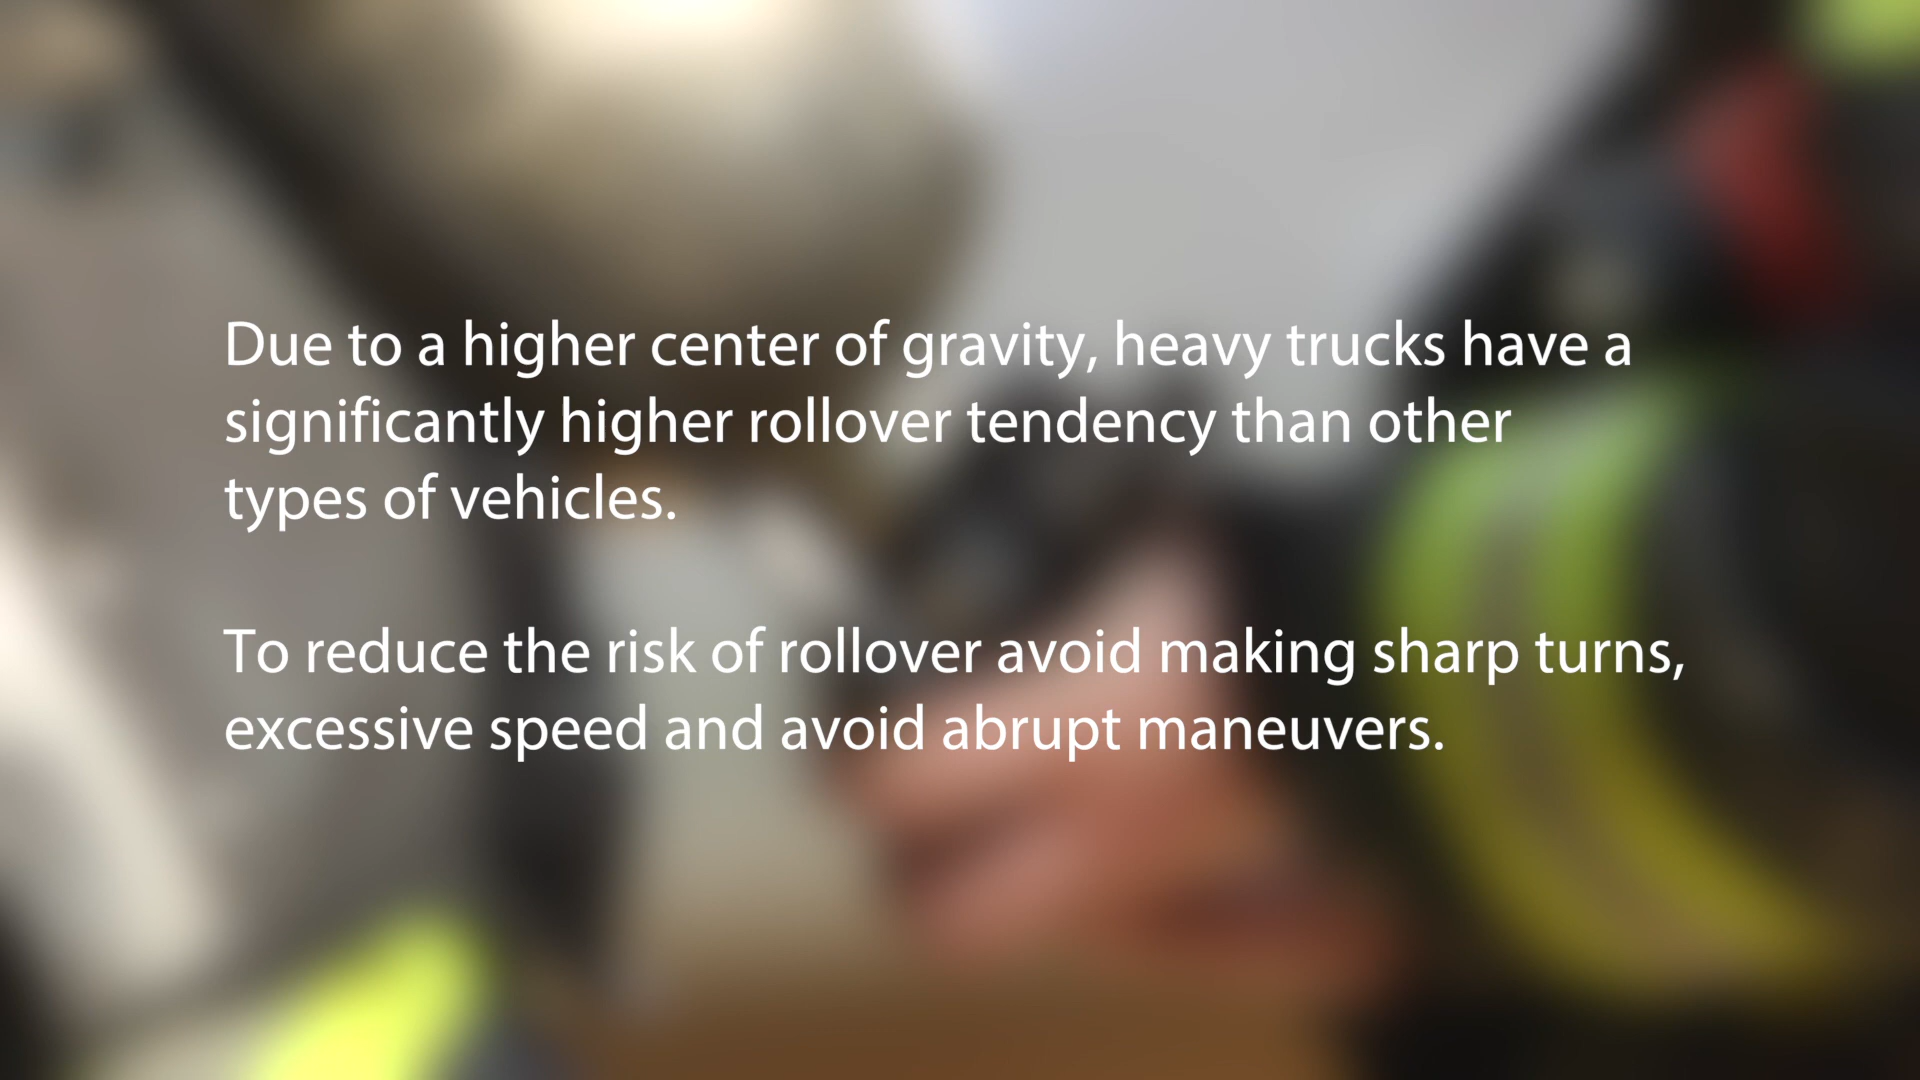 Due to a higher center of gravity, heavy trucks have a
significantly higher rollover tendency than other
types of vehicles.
To reduce the risk of rollover avoid making sharp turns,
excessive speed and avoid abrupt maneuvers.